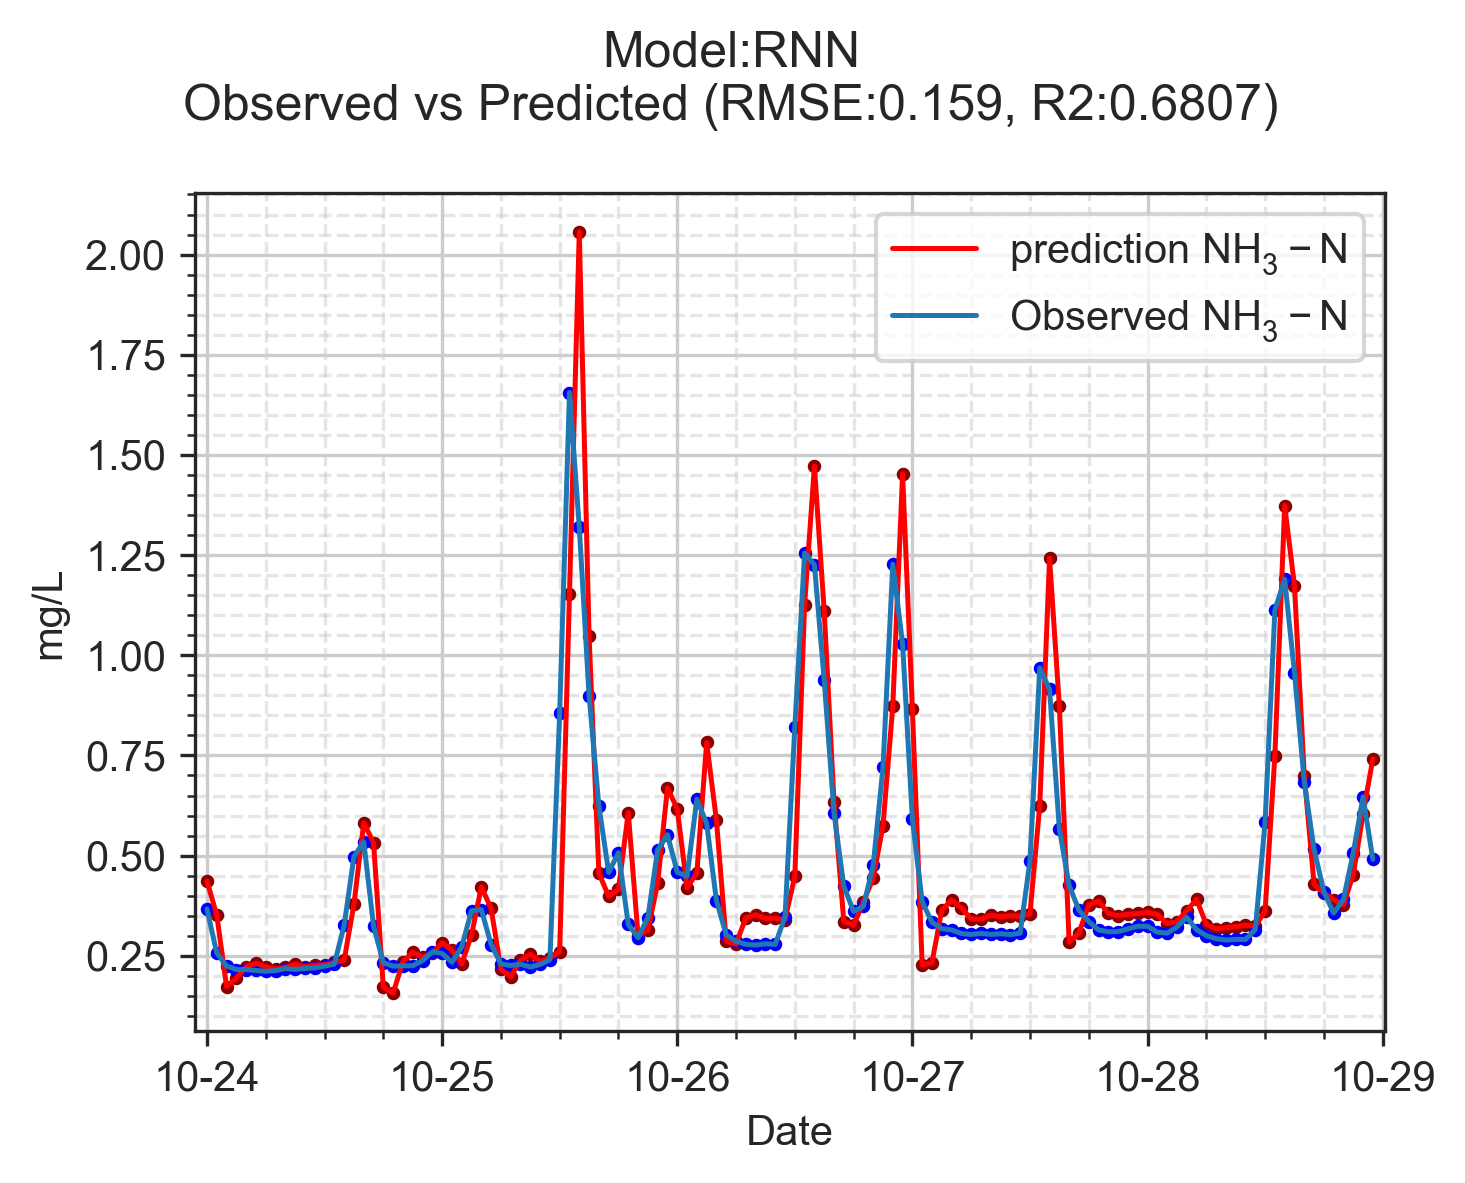 Model:RNN
Observed vs Predicted (RMSE:0.159, R2:0.6807)
prediction NH₃ − N
Observed NH₃ − N
2.00
1.75
1.50
1.25
1.00
0.75
0.50
0.25
mg/L
10-24 10-25 10-26 10-27 10-28 10-29
Date